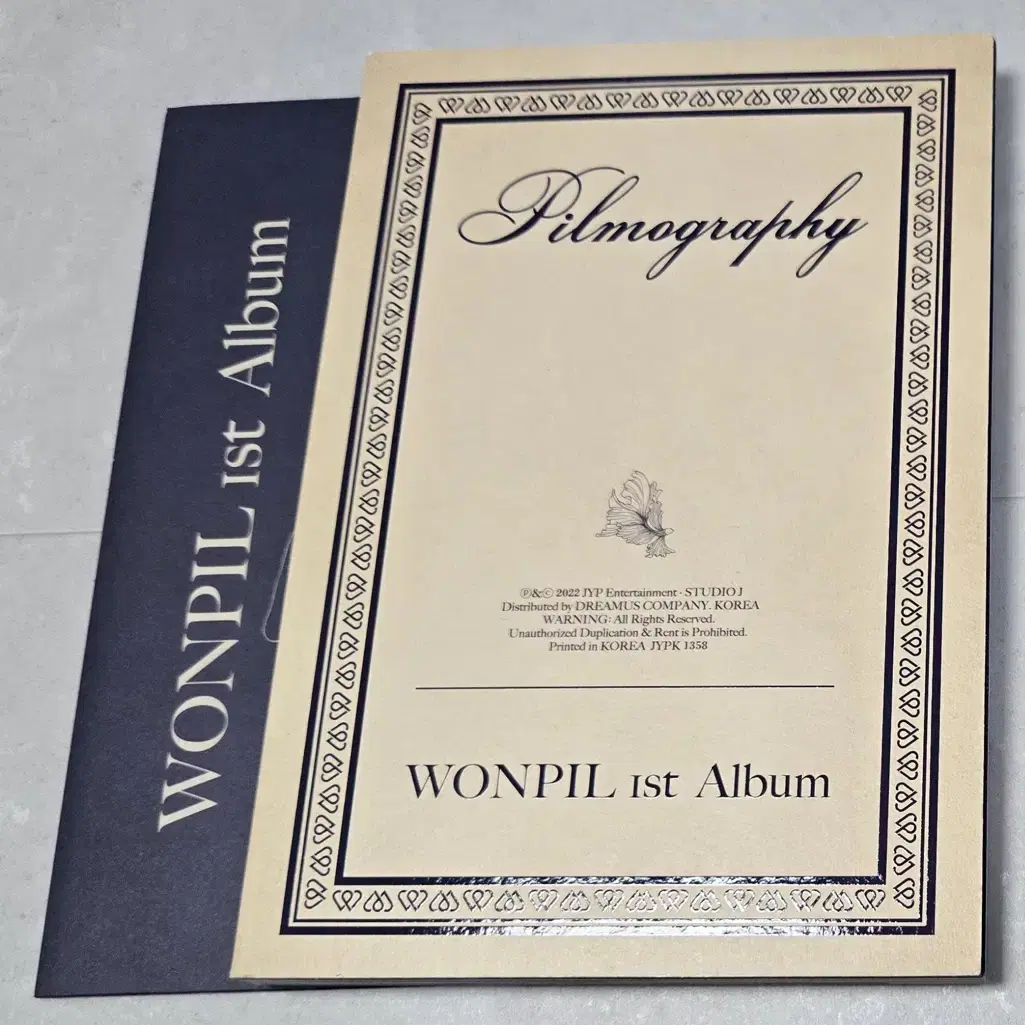 WONPIL 1st Album
Pilmography
Ⓟ&Ⓒ 2022 JYP Entertainment · STUDIO J
Distributed by DREAMUS COMPANY. KOREA
WARNING: All Rights Reserved.
Unauthorized Duplication & Rent is Prohibited.
Printed in KOREA JYPK 1358
WONPIL 1st Album